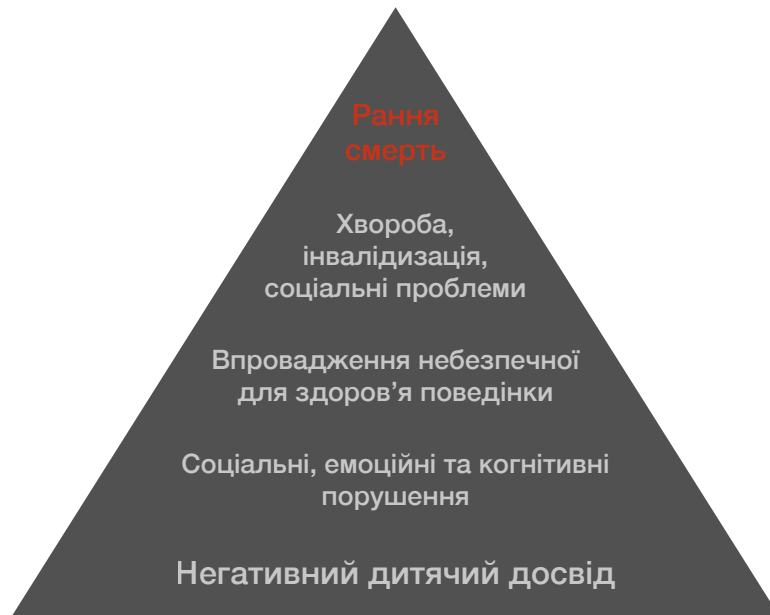 Рання
смерть
Хвороба,
інвалідизація,
соціальні проблеми
Впровадження небезпечної
для здоров’я поведінки
Соціальні, емоційні та когнітивні
порушення
Негативний дитячий досвід